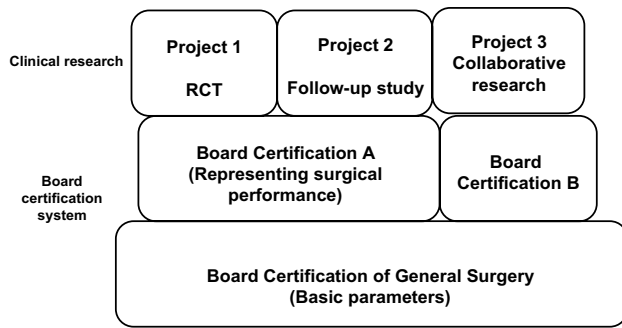 Clinical research
Project 1
RCT
Project 2
Follow-up study
Project 3
Collaborative
research
Board
certification
system
Board Certification A
(Representing surgical
performance)
Board
Certification B
Board Certification of General Surgery
(Basic parameters)